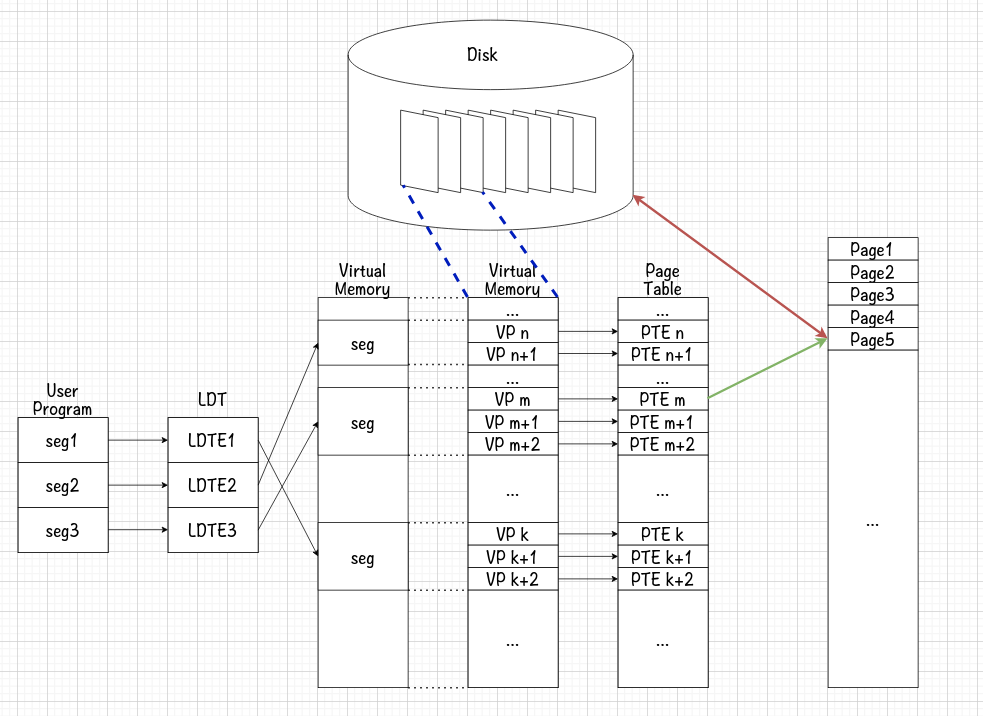 Disk
User
Program
seg1
seg2
seg3
LDT
LDTE1
LDTE2
LDTE3
Virtual
Memory
seg
seg
seg
Virtual
Memory
...
VP n
VP n+1
...
VP m
VP m+1
VP m+2
...
VP k
VP k+1
VP k+2
...
Page
Table
...
PTE n
PTE n+1
...
PTE m
PTE m+1
PTE m+2
...
PTE k
PTE k+1
PTE k+2
...
Page1
Page2
Page3
Page4
Page5
...